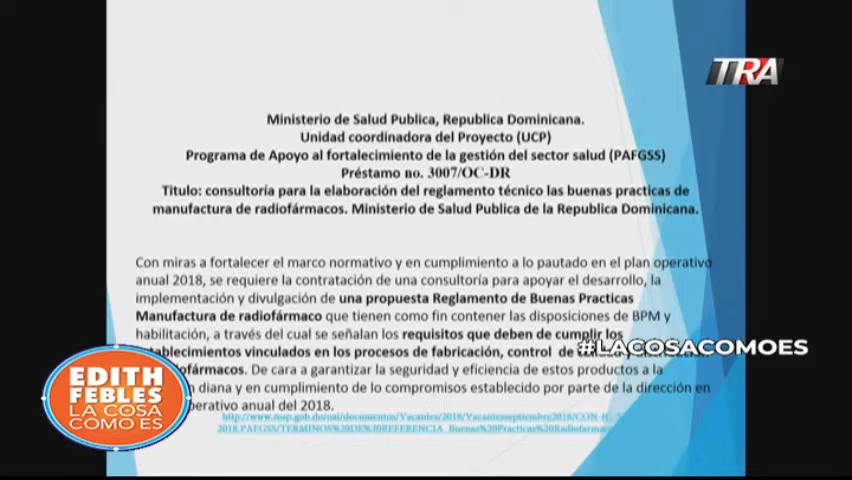 TRA
Ministerio de Salud Publica, Republica Dominicana.
Unidad coordinadora del Proyecto (UCP)
Programa de Apoyo al fortalecimiento de la gestión del sector salud (PAFGSS)
Préstamo no. 3007/OC-DR
Titulo: consultoría para la elaboración del reglamento técnico las buenas practicas de
manufactura de radiofármacos. Ministerio de Salud Publica de la Republica Dominicana.
Con miras a fortalecer el marco normativo y en cumplimiento a lo pautado en el plan operativo
anual 2018, se requiere la contratación de una consultoría para apoyar el desarrollo, la
implementación y divulgación de una propuesta Reglamento de Buenas Practicas
Manufactura de radiofármaco que tienen como fin contener las disposiciones de BPM y
habilitación, a través del cual se señalan los requisitos que deben de cumplir los
establecimientos vinculados en los procesos de fabricación, control de
#LACOSACOMOES
ofármacos. De cara a garantizar la seguridad y eficiencia de estos productos a la
n diana y en cumplimiento de lo compromisos establecido por parte de la dirección en
perativo anual del 2018.
EDITH
FEBLES
LA COSA
COMO ES